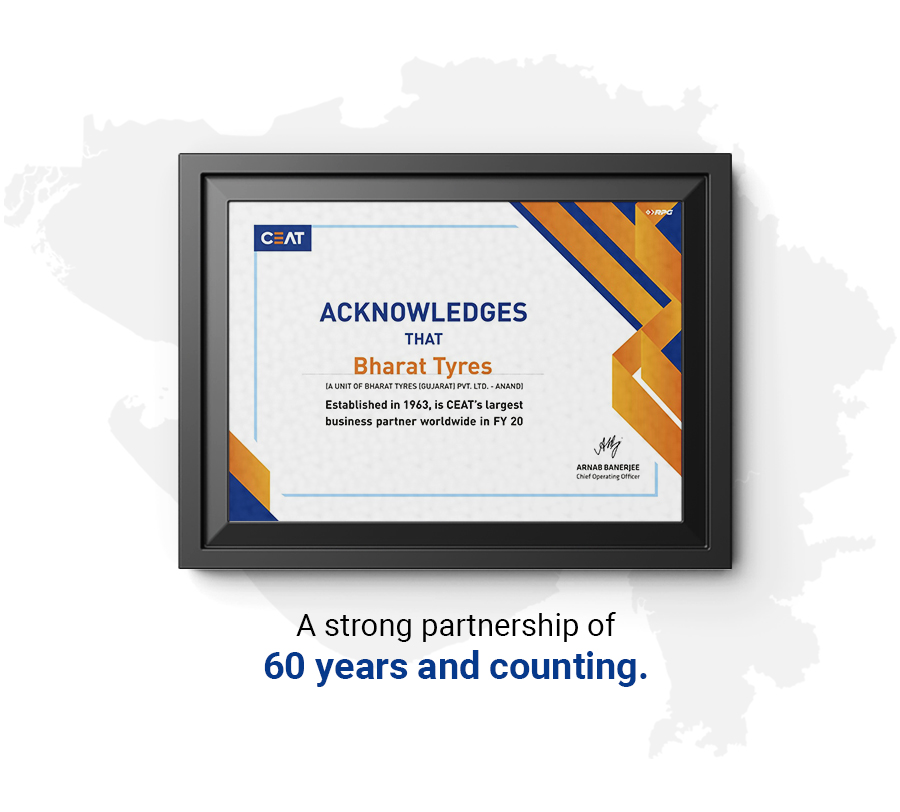 CEAT
RPG
ACKNOWLEDGES
THAT
Bharat Tyres
(A UNIT OF BHARAT TYRES (GUJARAT) PVT. LTD. - ANAND)
Established in 1963, is CEAT's largest
business partner worldwide in FY 20
ARNAB BANERJEE
Chief Operating Officer
A strong partnership of
60 years and counting.